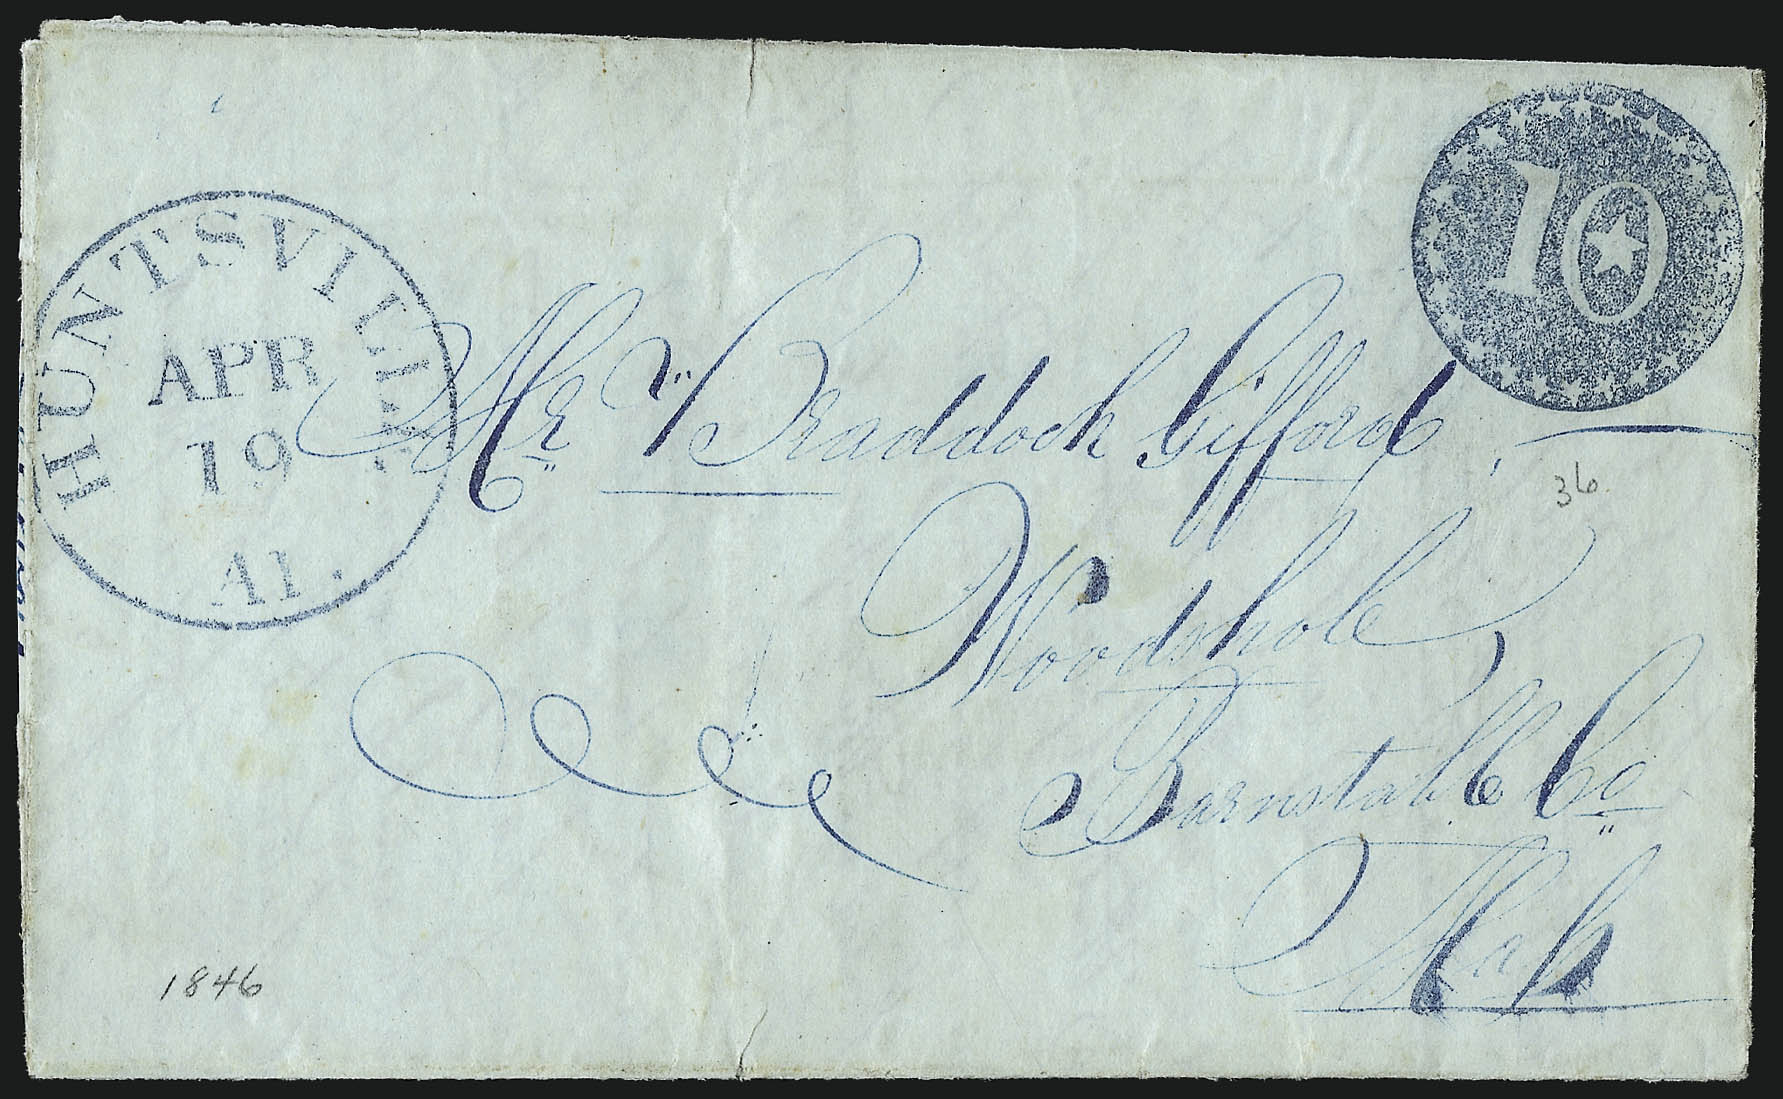 HUNTSVILLE
APR
19
Al.
10
Mr Braddock Gifford,
36
Woodshole
Barnstable Co
Mass
1846